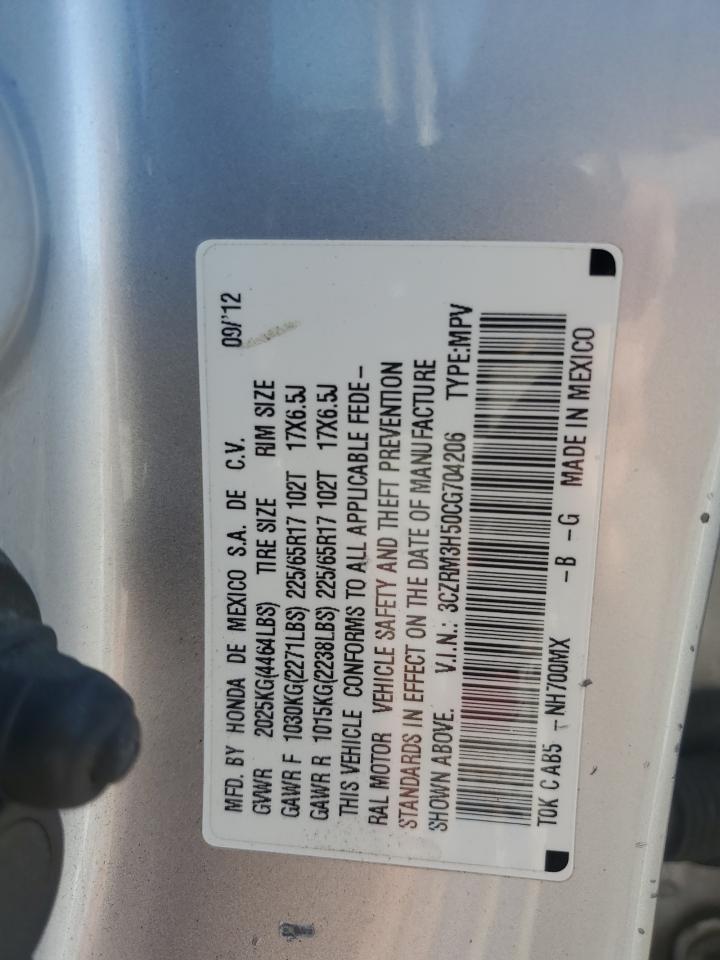 MFD. BY HONDA DE MEXICO S.A. DE C.V. 09/'12
GVWR 2025KG(4464LBS) TIRE SIZE RIM SIZE
GAWR F 1030KG(2271LBS) 225/65R17 102T 17X6.5J
GAWR R 1015KG(2238LBS) 225/65R17 102T 17X6.5J
THIS VEHICLE CONFORMS TO ALL APPLICABLE FEDE-
RAL MOTOR VEHICLE SAFETY AND THEFT PREVENTION
STANDARDS IN EFFECT ON THE DATE OF MANUFACTURE
SHOWN ABOVE. V.I.N.: 3CZRM3H50CG704206 TYPE:MPV
T0K C AB5 -NH700MX -B -G MADE IN MEXICO